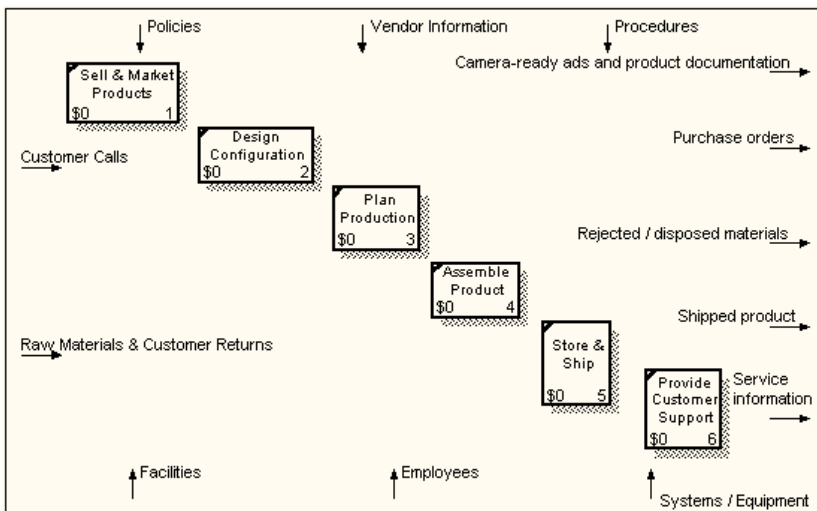 Policies
Vendor Information
Procedures
Camera-ready ads and product documentation
Sell & Market
Products
$0 1
Design
Configuration
$0 2
Purchase orders
Customer Calls
Plan
Production
$0 3
Rejected / disposed materials
Assemble
Product
$0 4
Shipped product
Raw Materials & Customer Returns
Store &
Ship
$0 5
Provide
Customer
Support
$0 6
Service
information
Facilities
Employees
Systems / Equipment